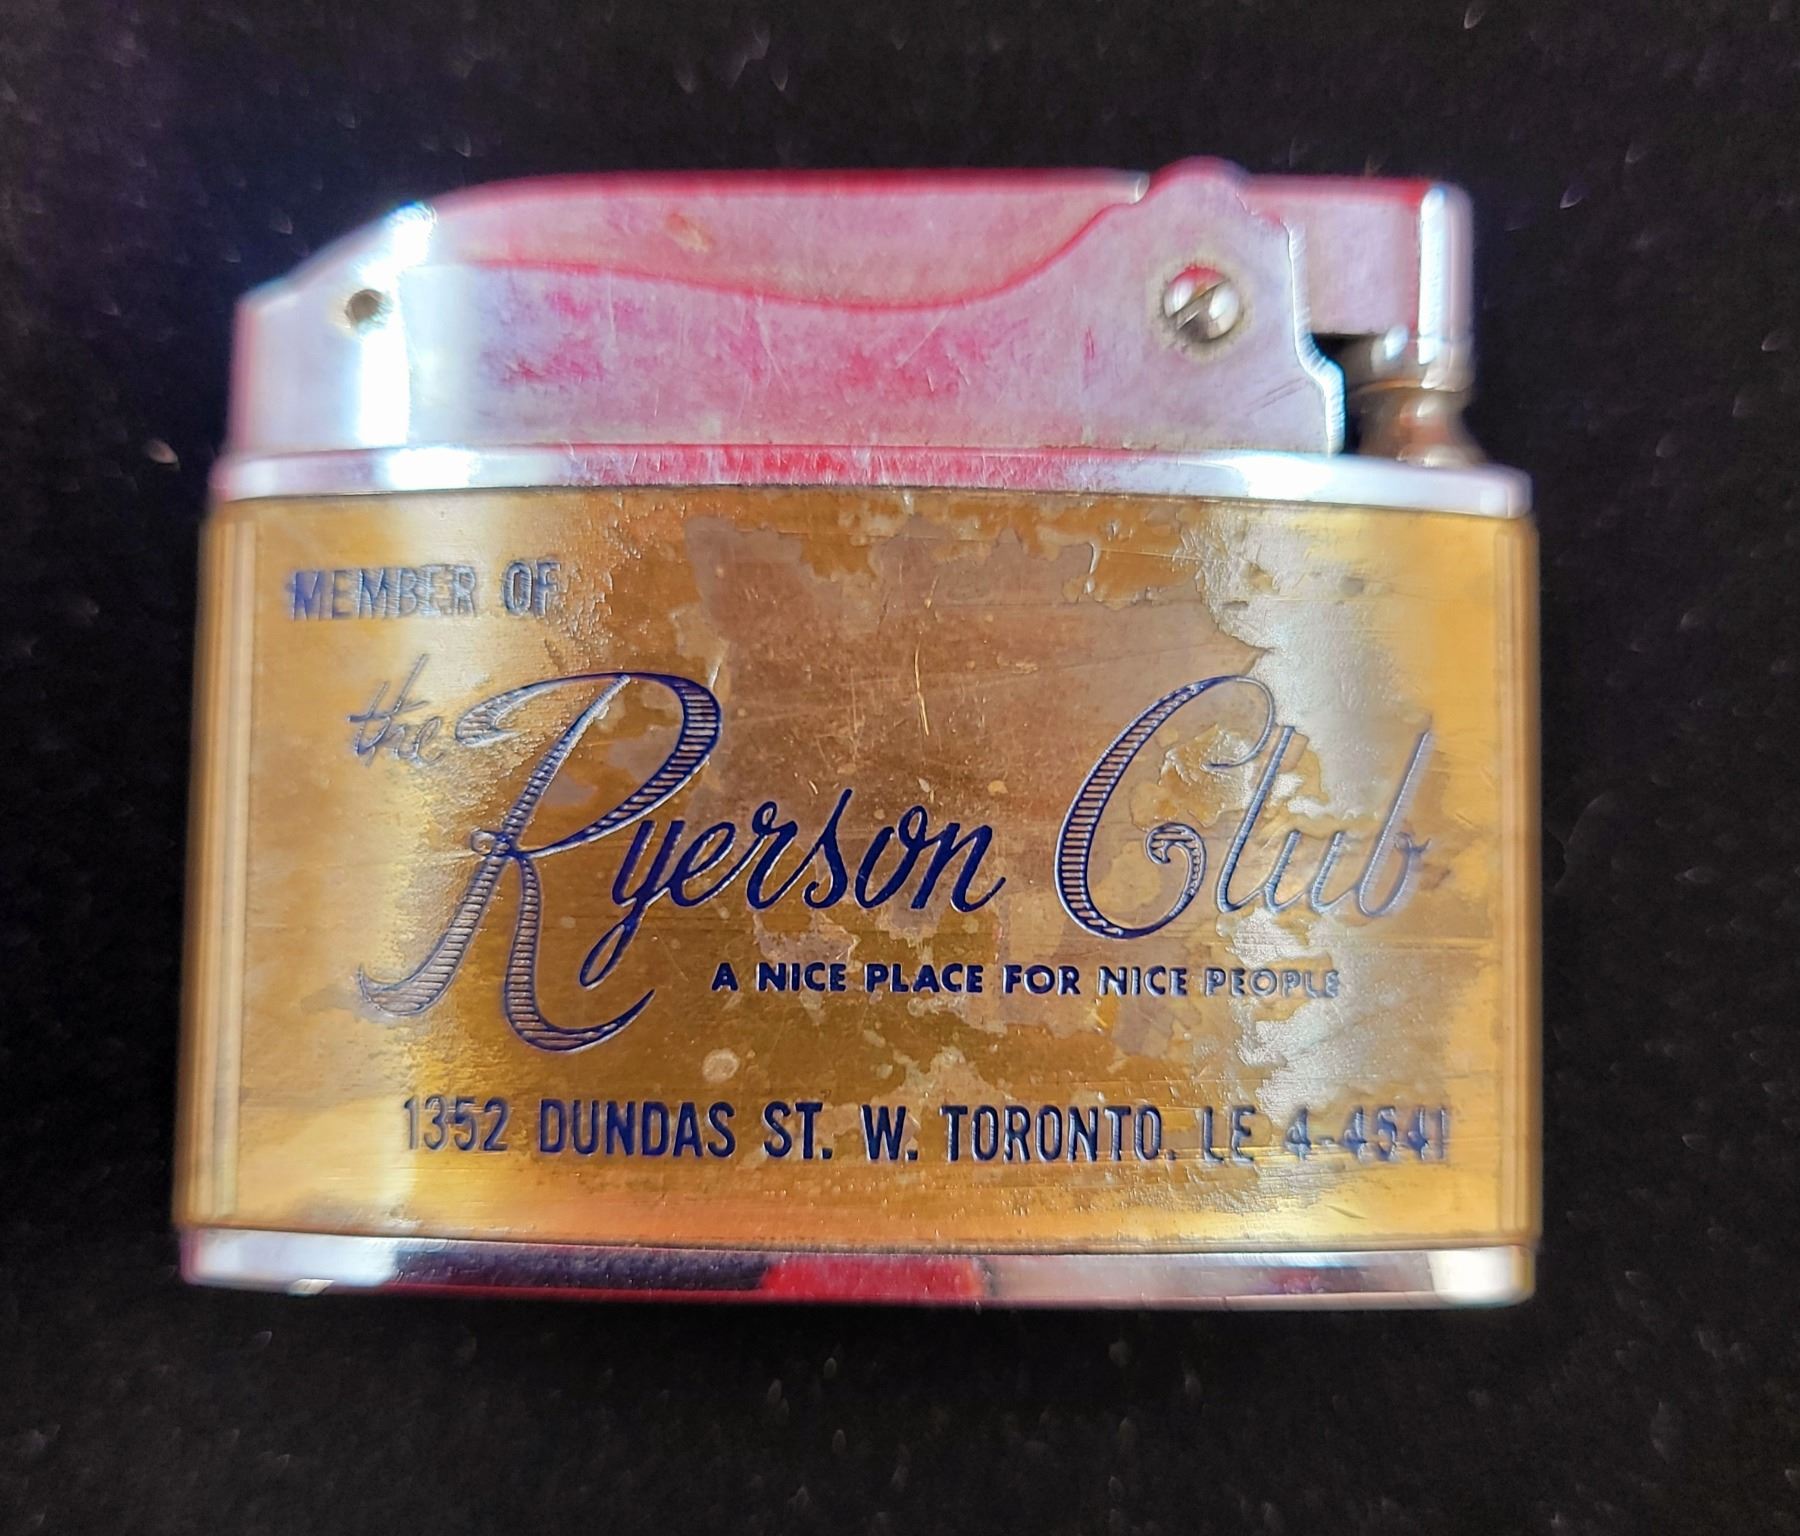 MEMBER OF
the Ryerson Club
A NICE PLACE FOR NICE PEOPLE
1352 DUNDAS ST. W. TORONTO. LE 4-4541